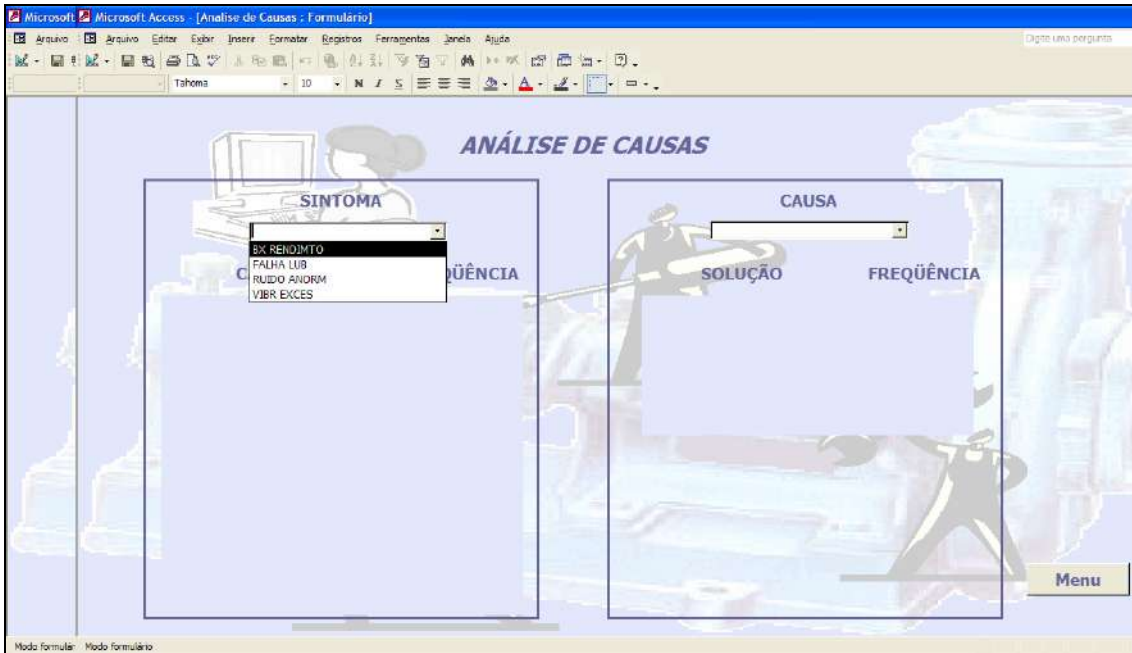 Microsoft Microsoft Access - [Analise de Causas : Formulário]
Arquivo Arquivo Editar Exibir Inserir Formatar Registros Ferramentas Janela Ajuda Digite uma pergunta
Tahoma 10 N I S A
ANÁLISE DE CAUSAS
SINTOMA CAUSA
BX RENDIMTO
FALHA LUB
RUIDO ANORM
VIBR EXCES
C QÜÊNCIA SOLUÇÃO FREQÜÊNCIA
Menu
Modo formulár Modo formulário